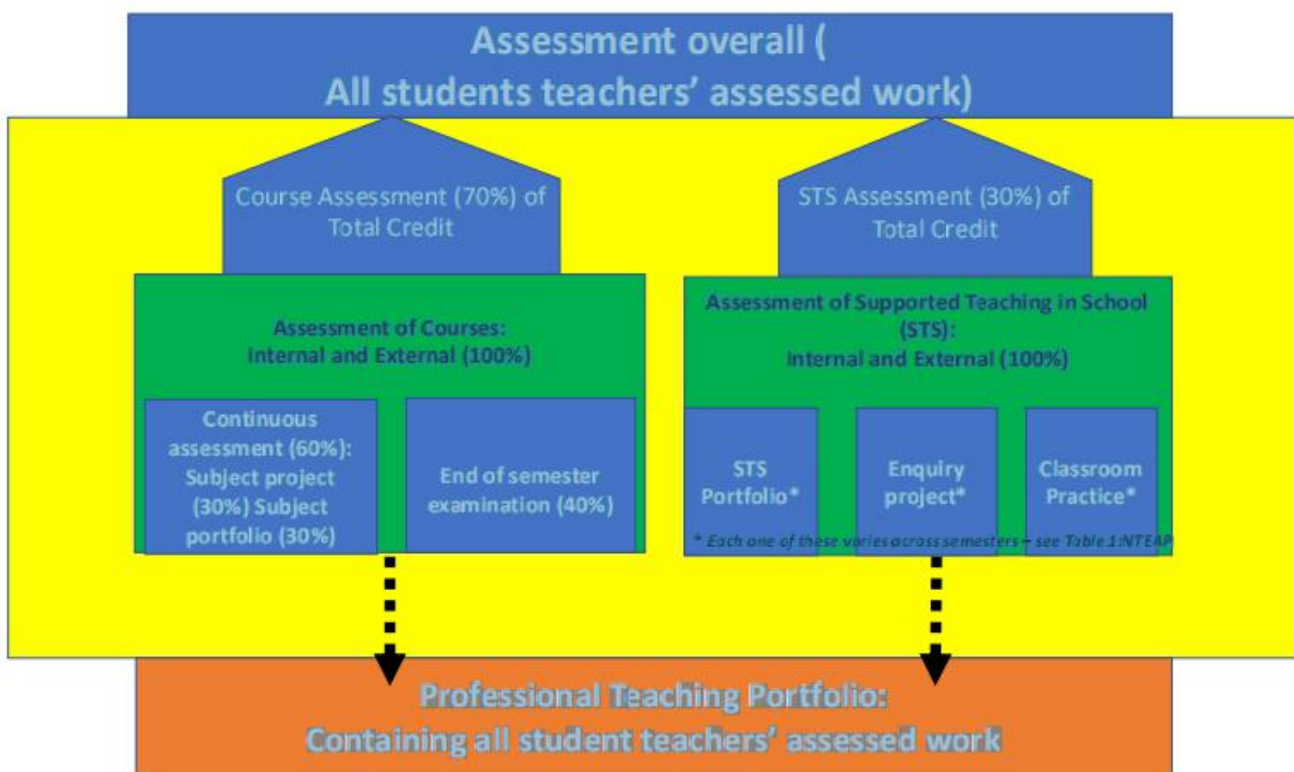 Assessment overall (
All students teachers’ assessed work)
Course Assessment (70%) of
Total Credit
STS Assessment (30%) of
Total Credit
Assessment of Courses:
Internal and External (100%)
Assessment of Supported Teaching in School
(STS):
Internal and External (100%)
Continuous
assessment (60%):
Subject project
(30%) Subject
portfolio (30%)
End of semester
examination (40%)
STS
Portfolio*
Enquiry
project*
Classroom
Practice*
* Each one of these varies across semesters – see Table 1:NTEAP
Professional Teaching Portfolio:
Containing all student teachers’ assessed work